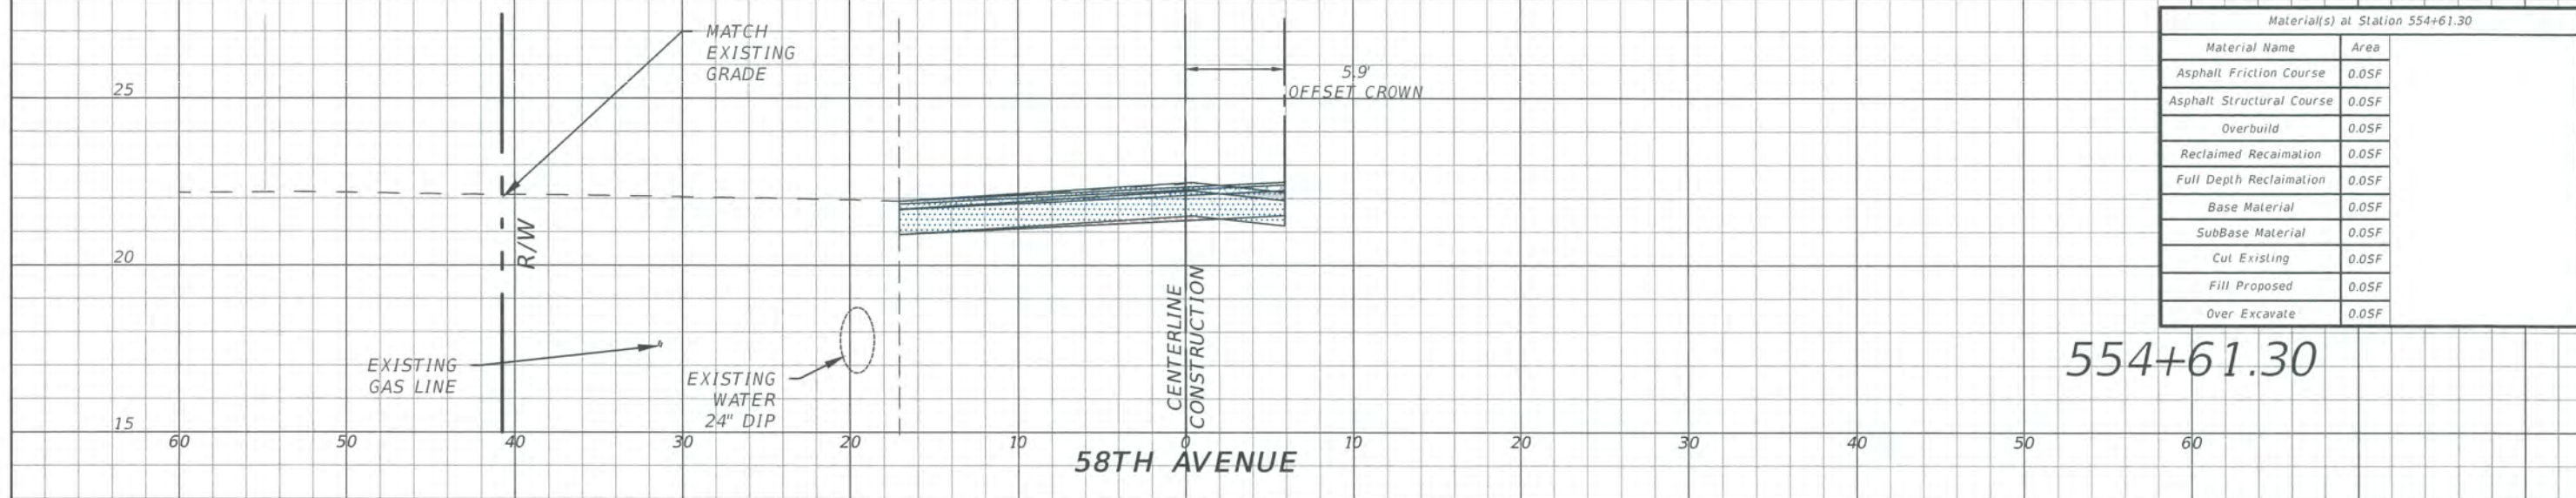 MATCH
EXISTING
GRADE
25
5.9'
OFFSET CROWN
20
R/W
CENTERLINE
CONSTRUCTION
EXISTING
GAS LINE
EXISTING
WATER
24" DIP
15
60 50 40 30 20 10 0 10 20 30 40 50 60
58TH AVENUE
Material(s) at Station 554+61.30
Material Name Area
Asphalt Friction Course 0.0SF
Asphalt Structural Course 0.0SF
Overbuild 0.0SF
Reclaimed Recaimation 0.0SF
Full Depth Reclaimation 0.0SF
Base Material 0.0SF
SubBase Material 0.0SF
Cut Existing 0.0SF
Fill Proposed 0.0SF
Over Excavate 0.0SF
554+61.30